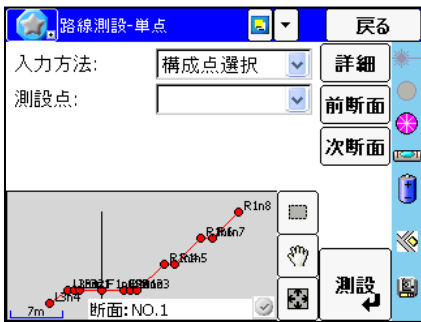 路線測設-単点
戻る
入力方法:
構成点選択
詳細
測設点:
前断面
次断面
R1n8
L3n4
7m
断面:NO.1
測設